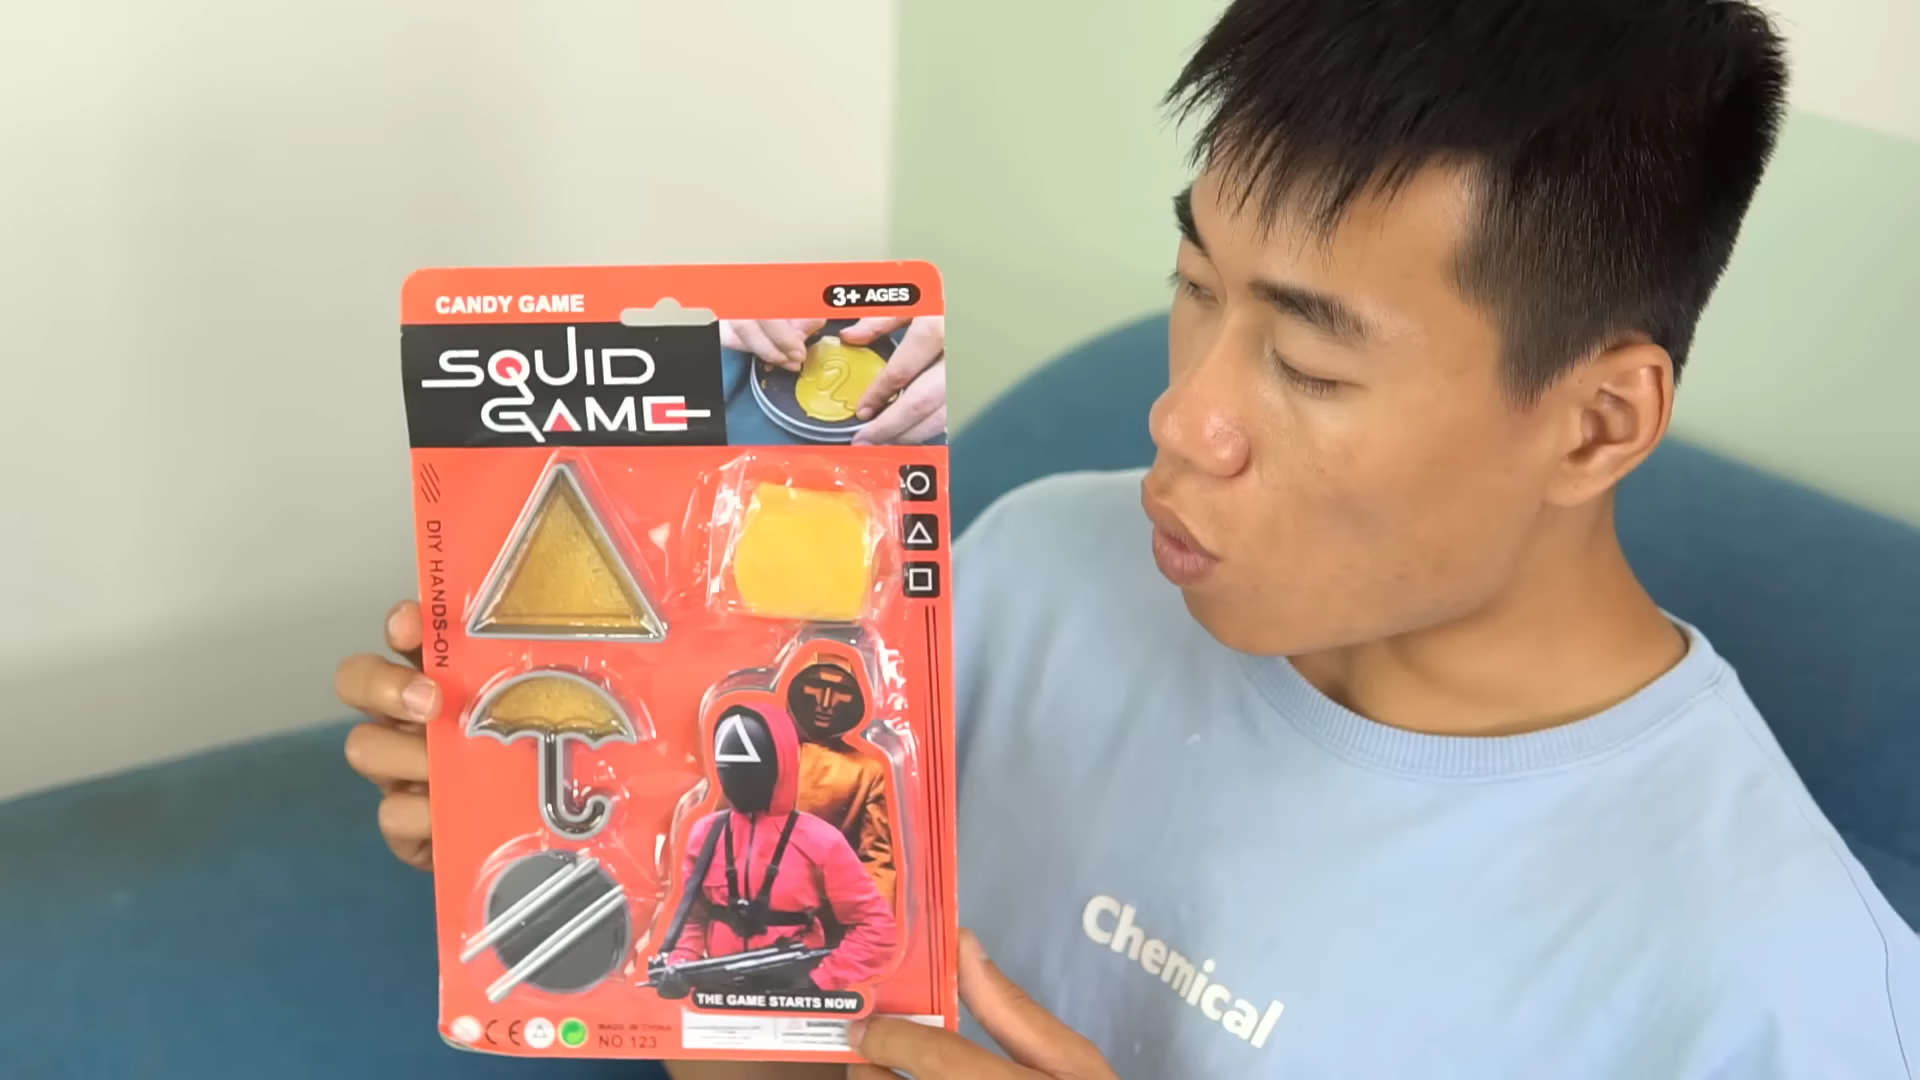 CANDY GAME
3+ AGES
SQUID
GAME
DIY HANDS-ON
THE GAME STARTS NOW
CE
MADE IN CHINA
NO 123
Chemical